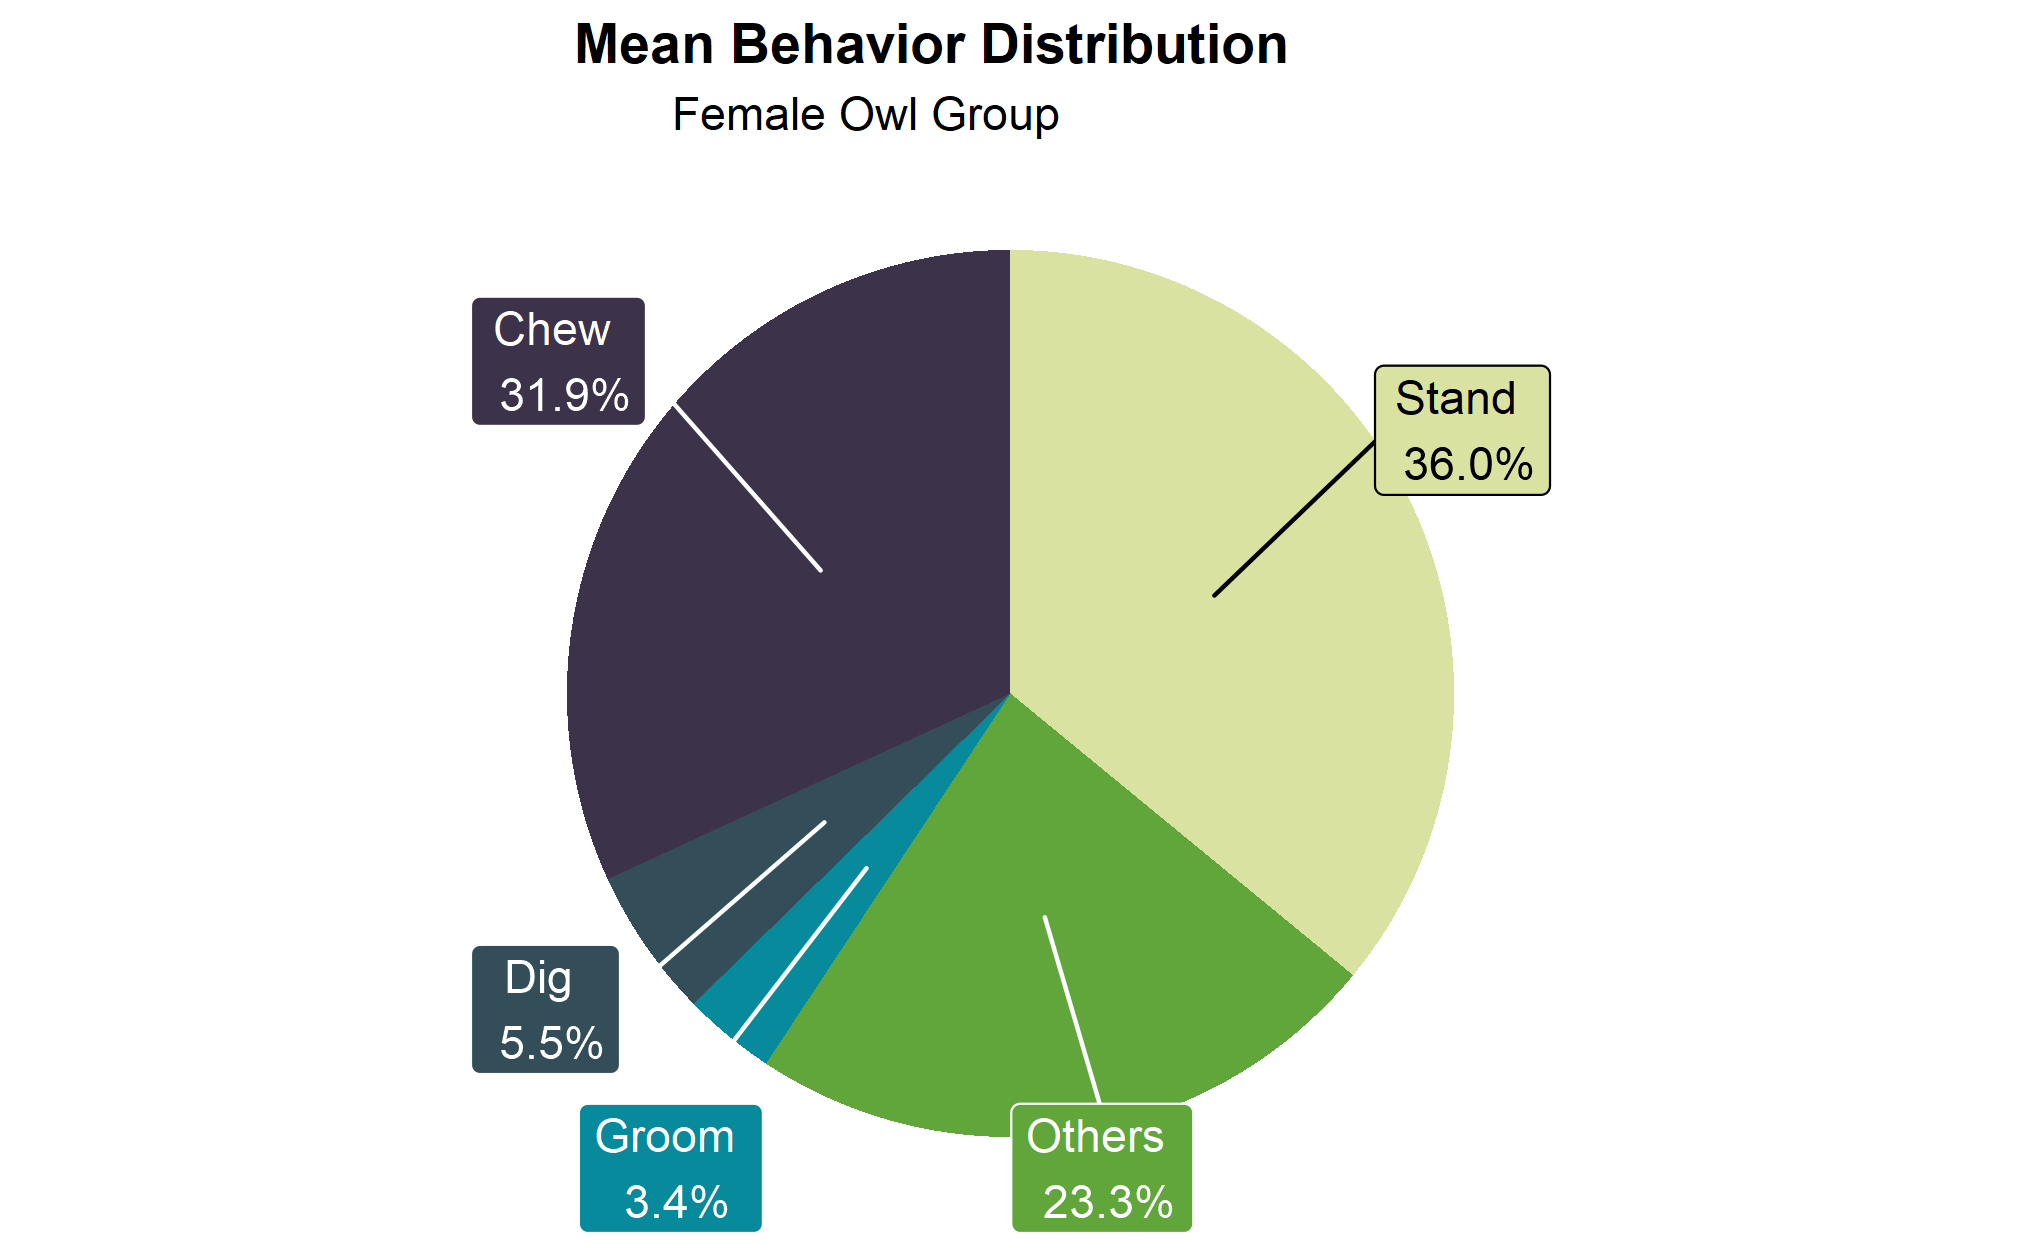 Mean Behavior Distribution
Female Owl Group
Chew
31.9%
Stand
36.0%
Dig
5.5%
Groom
3.4%
Others
23.3%